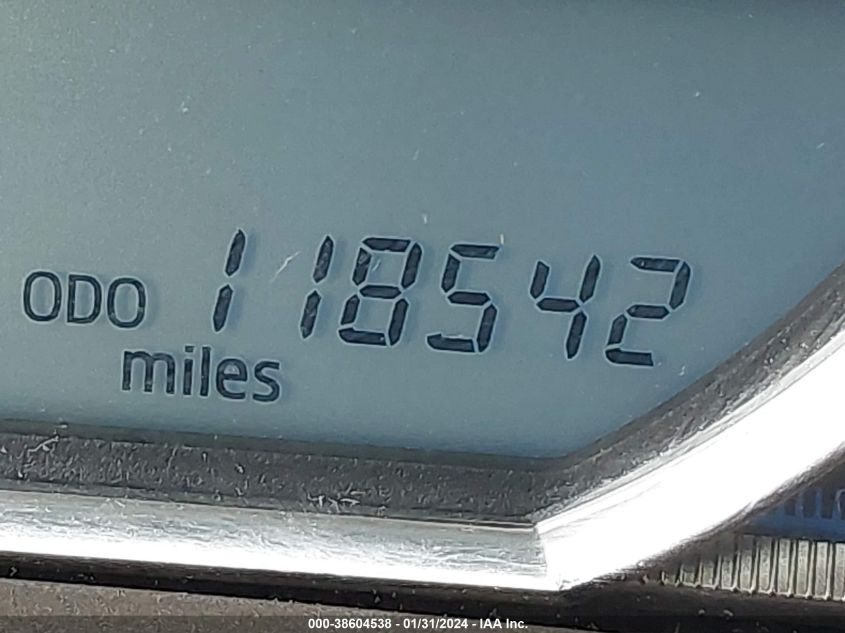 ODO 118542
miles
000-38604538 - 01/31/2024 - IAA Inc.